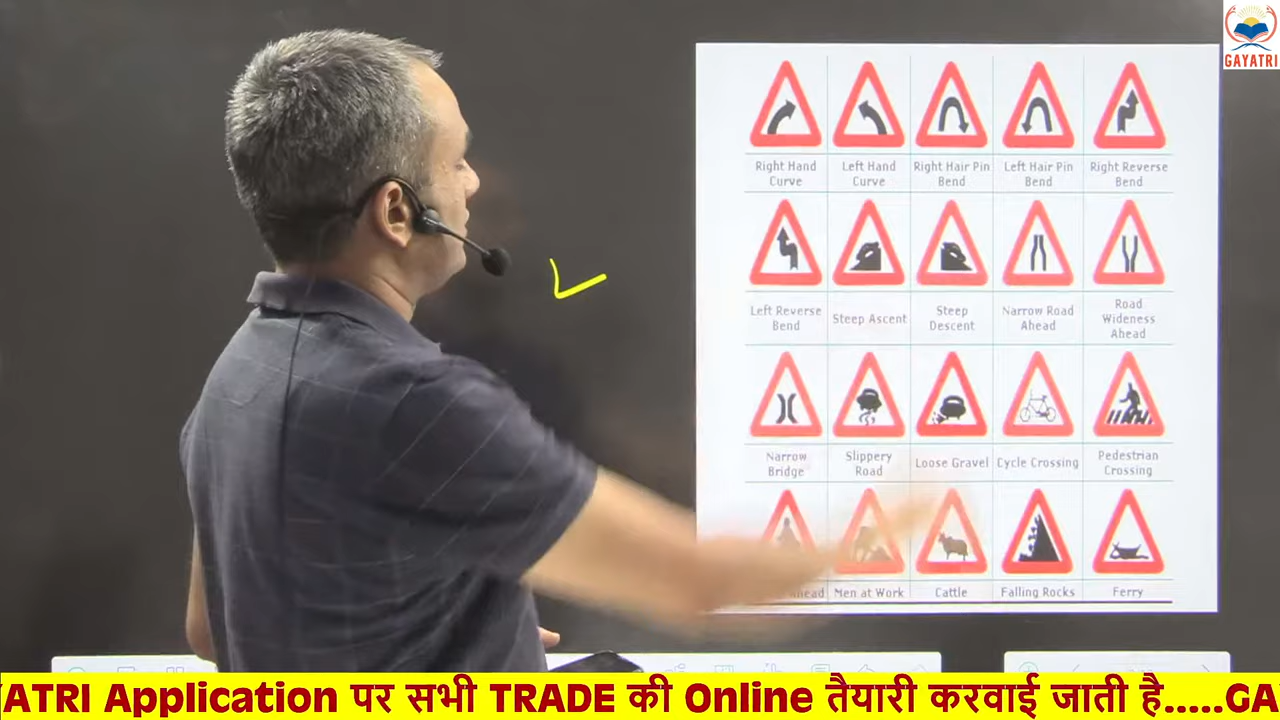 GAYATRI
Right Hand Curve
Left Hand Curve
Right Hair Pin Bend
Left Hair Pin Bend
Right Reverse Bend
Left Reverse Bend
Steep Ascent
Steep Descent
Narrow Road Ahead
Road Wideness Ahead
Narrow Bridge
Slippery Road
Loose Gravel
Cycle Crossing
Pedestrian Crossing
Men at Work
Cattle
Falling Rocks
Ferry
ATRI Application पर सभी TRADE की Online तैयारी करवाई जाती है.....GA